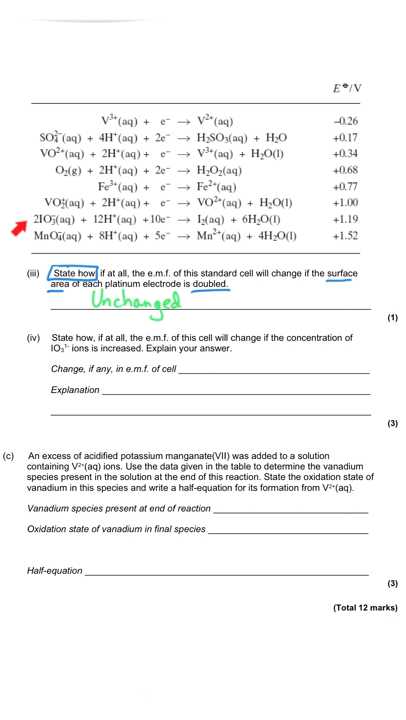 E⦵/V
V³⁺(aq) + e⁻ → V²⁺(aq) –0.26
SO₄²⁻(aq) + 4H⁺(aq) + 2e⁻ → H₂SO₃(aq) + H₂O +0.17
VO²⁺(aq) + 2H⁺(aq) + e⁻ → V³⁺(aq) + H₂O(l) +0.34
O₂(g) + 2H⁺(aq) + 2e⁻ → H₂O₂(aq) +0.68
Fe³⁺(aq) + e⁻ → Fe²⁺(aq) +0.77
VO₂⁺(aq) + 2H⁺(aq) + e⁻ → VO²⁺(aq) + H₂O(l) +1.00
2IO₃⁻(aq) + 12H⁺(aq) +10e⁻ → I₂(aq) + 6H₂O(l) +1.19
MnO₄⁻(aq) + 8H⁺(aq) + 5e⁻ → Mn²⁺(aq) + 4H₂O(l) +1.52
(iii) State how, if at all, the e.m.f. of this standard cell will change if the surface
area of each platinum electrode is doubled.
Unchanged
(1)
(iv) State how, if at all, the e.m.f. of this cell will change if the concentration of
IO₃¹⁻ ions is increased. Explain your answer.
Change, if any, in e.m.f. of cell
Explanation
(3)
(c) An excess of acidified potassium manganate(VII) was added to a solution
containing V²⁺(aq) ions. Use the data given in the table to determine the vanadium
species present in the solution at the end of this reaction. State the oxidation state of
vanadium in this species and write a half-equation for its formation from V²⁺(aq).
Vanadium species present at end of reaction
Oxidation state of vanadium in final species
Half-equation
(3)
(Total 12 marks)